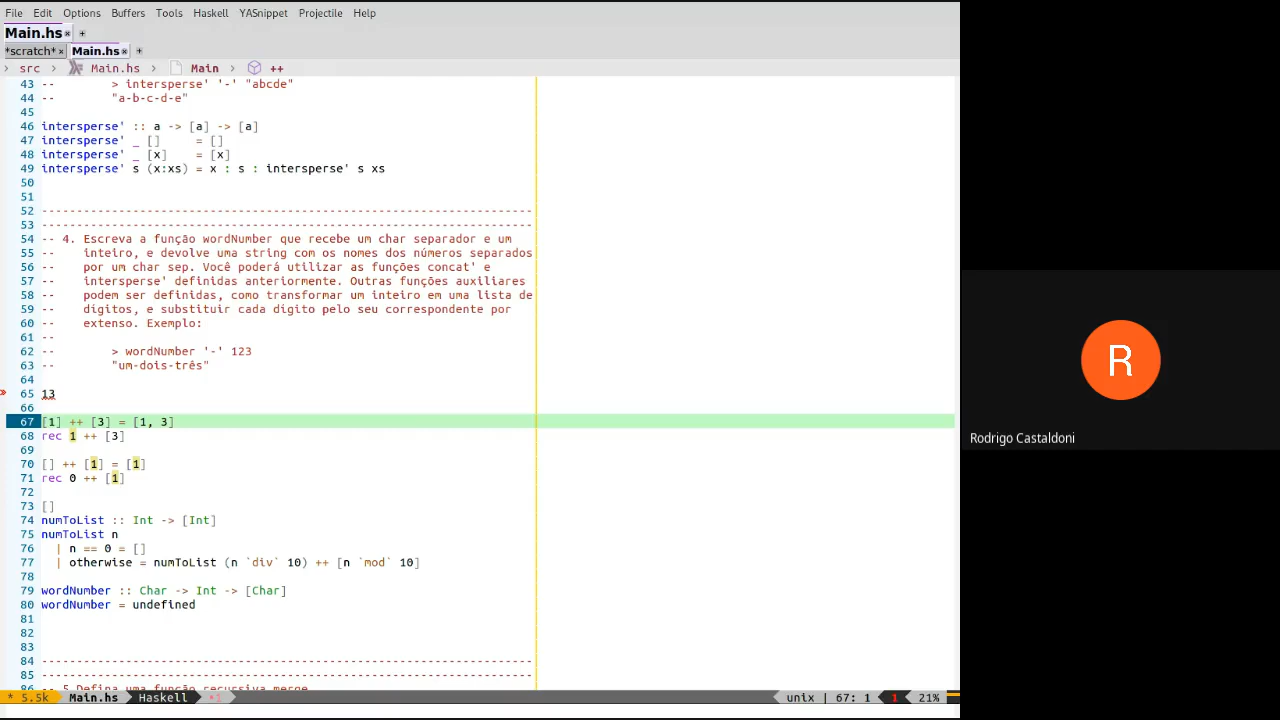 File Edit Options Buffers Tools Haskell YASnippet Projectile Help
Main.hs
*scratch* Main.hs
src > Main.hs > Main > ++
43 -- > intersperse' '-' "abcde"
44 -- "a-b-c-d-e"
45
46 intersperse' :: a -> [a] -> [a]
47 intersperse' _ [] = []
48 intersperse' _ [x] = [x]
49 intersperse' s (x:xs) = x : s : intersperse' s xs
50
51
52 ----------------------------------------------------------------------
53 ----------------------------------------------------------------------
54 -- 4. Escreva a função wordNumber que recebe um char separador e um
55 -- inteiro, e devolve uma string com os nomes dos números separados
56 -- por um char sep. Você poderá utilizar as funções concat' e
57 -- intersperse' definidas anteriormente. Outras funções auxiliares
58 -- podem ser definidas, como transformar um inteiro em uma lista de
59 -- digitos, e substituir cada digito pelo seu correspondente por
60 -- extenso. Exemplo:
61 --
62 -- > wordNumber '-' 123
63 -- "um-dois-três"
64
65 13
66
67 [1] ++ [3] = [1, 3]
68 rec 1 ++ [3]
69
70 [] ++ [1] = [1]
71 rec 0 ++ [1]
72
73 []
74 numToList :: Int -> [Int]
75 numToList n
76 | n == 0 = []
77 | otherwise = numToList (n `div` 10) ++ [n `mod` 10]
78
79 wordNumber :: Char -> Int -> [Char]
80 wordNumber = undefined
81
82
83
84 ----------------------------------------------------------------------
85 ----------------------------------------------------------------------
86 -- 5.Defina uma função recursiva merge
* 5.5k Main.hs Haskell •1 unix | 67: 1 1 21%
R
Rodrigo Castaldoni